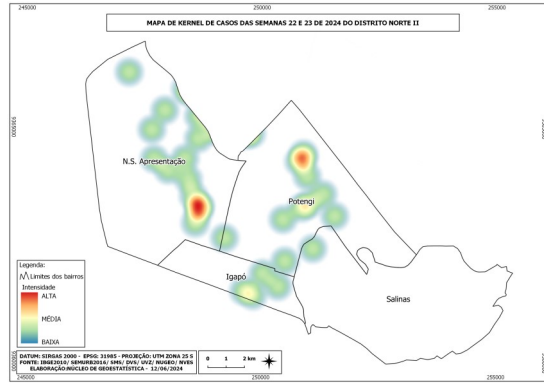 245000 250000 255000
MAPA DE KERNEL DE CASOS DAS SEMANAS 22 E 23 DE 2024 DO DISTRITO NORTE II
N.S. Apresentação
Potengi
Igapó
Salinas
Legenda:
Limites dos bairros
Intensidade
ALTA
MÉDIA
BAIXA
DATUM: SIRGAS 2000 - EPSG: 31985 - PROJEÇÃO: UTM ZONA 25 S
FONTE: IBGE2010/ SEMURB2016/ SMS/ DVS/ UVZ/ NUGEO/ NVES
ELABORAÇÃO:NÚCLEO DE GEOESTATÍSTICA - 12/06/2024
0 1 2 km
245000 250000 255000